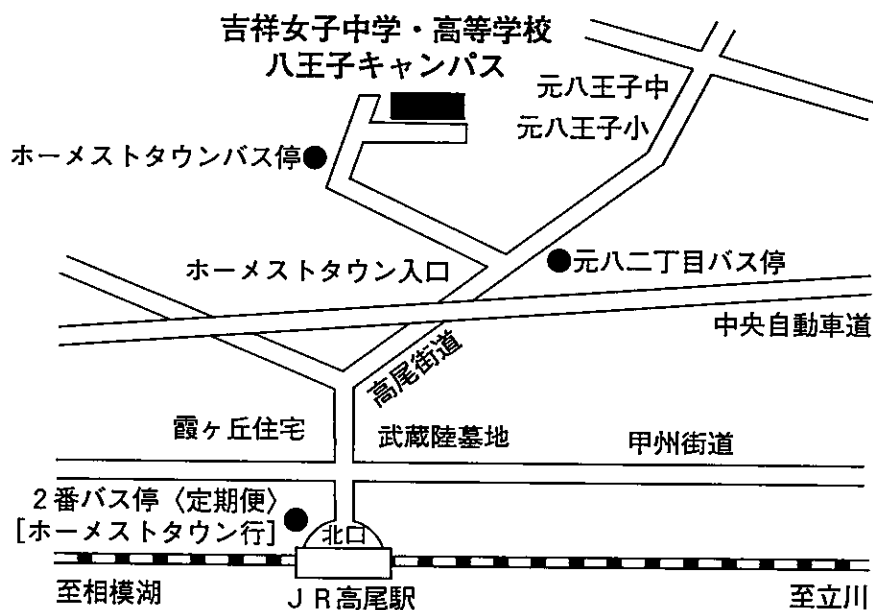 吉祥女子中学・高等学校
八王子キャンパス
元八王子中
元八王子小
ホーメストタウンバス停
ホーメストタウン入口
元八二丁目バス停
中央自動車道
高尾街道
霞ヶ丘住宅
武蔵陸墓地
甲州街道
2番バス停〈定期便〉
[ホーメストタウン行]
北口
至相模湖
JR高尾駅
至立川